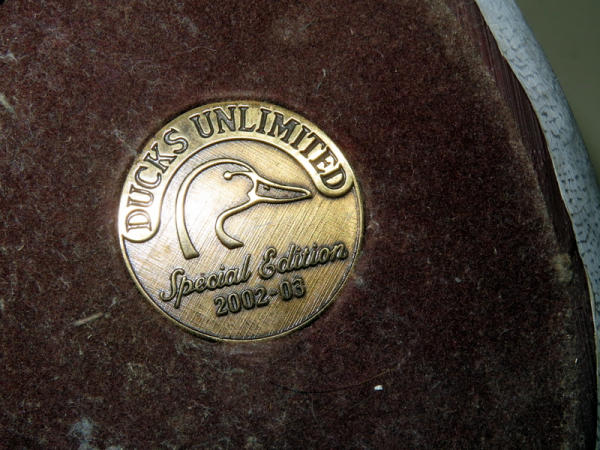 DUCKS UNLIMITED
Special Edition
2002-03